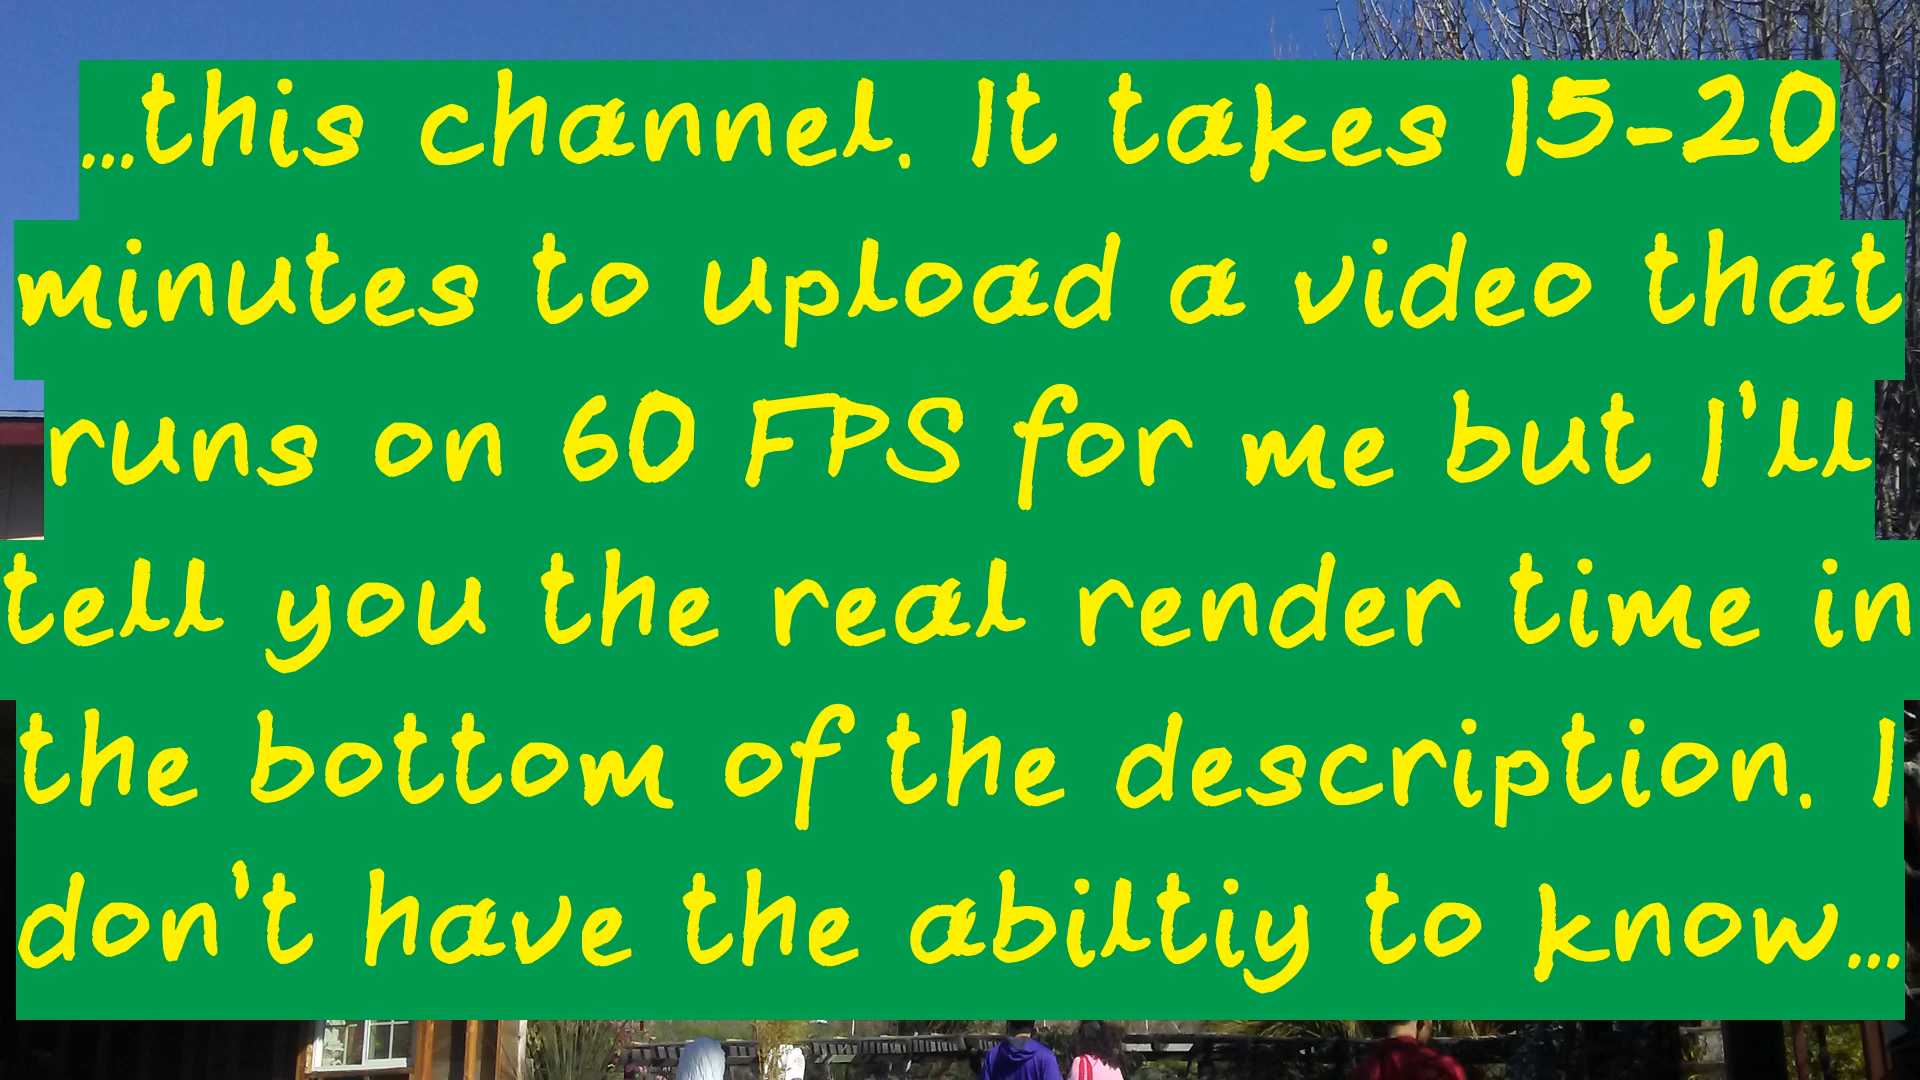 ...this channel. It takes 15-20
minutes to upload a video that
runs on 60 FPS for me but I'll
tell you the real render time in
the bottom of the description. I
don't have the abiltiy to know...